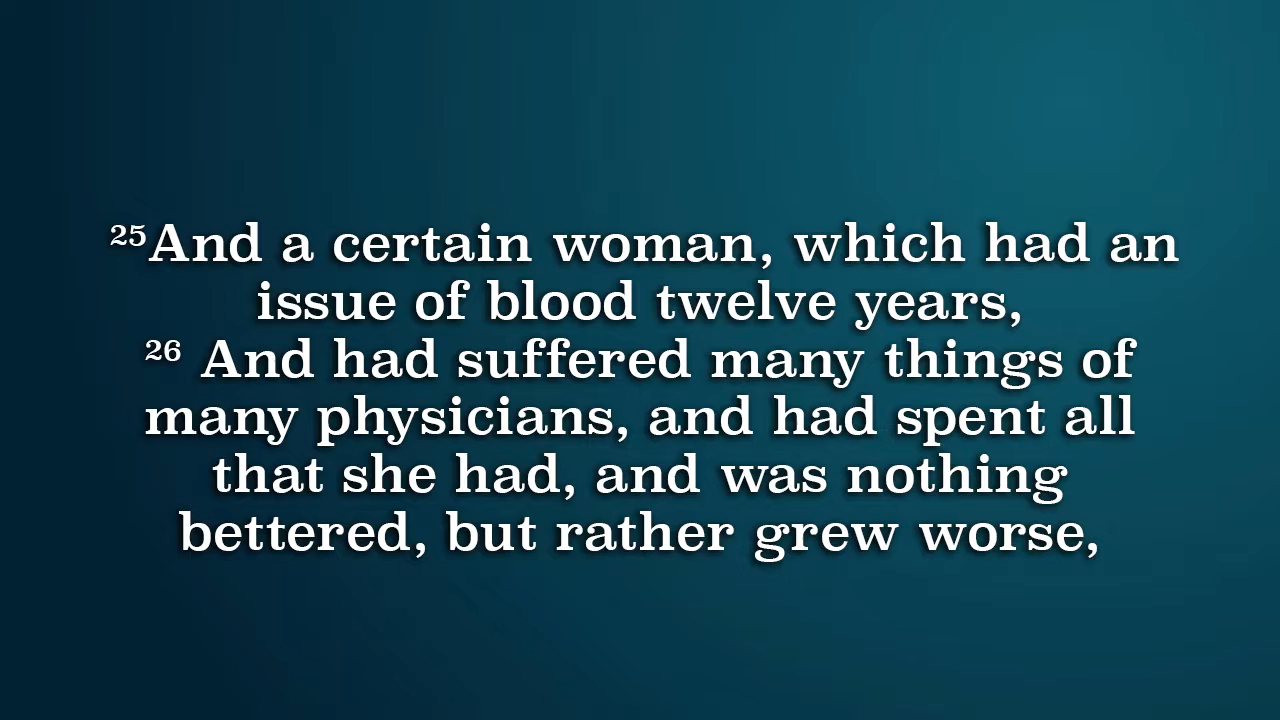 ²⁵And a certain woman, which had an
issue of blood twelve years,
²⁶ And had suffered many things of
many physicians, and had spent all
that she had, and was nothing
bettered, but rather grew worse,